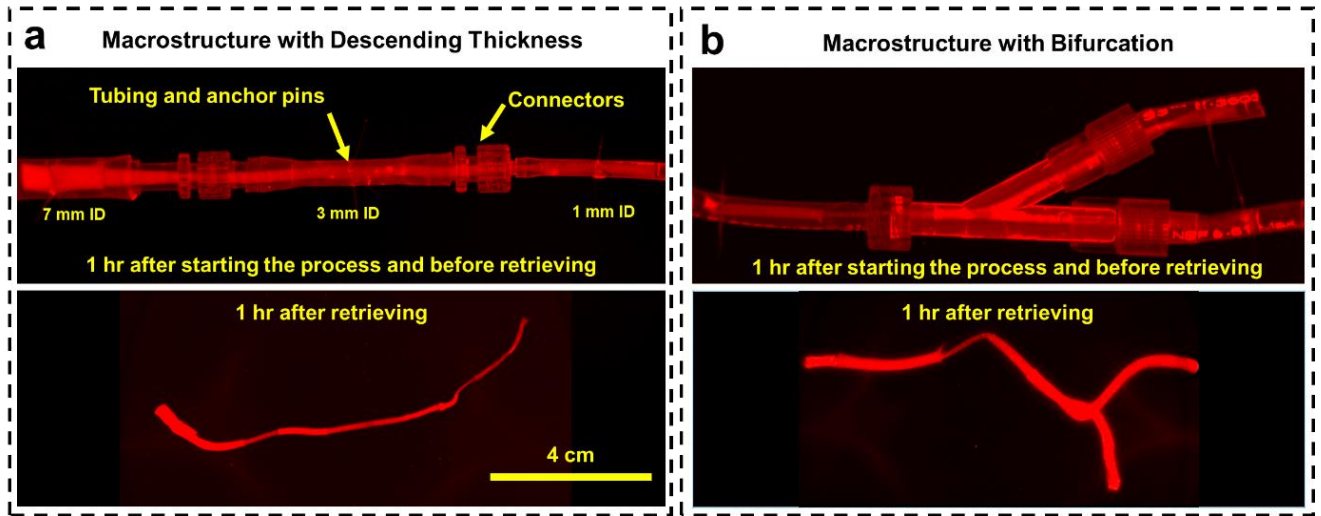 a
Macrostructure with Descending Thickness
Tubing and anchor pins
Connectors
7 mm ID
3 mm ID
1 mm ID
1 hr after starting the process and before retrieving
1 hr after retrieving
4 cm
b
Macrostructure with Bifurcation
1 hr after starting the process and before retrieving
1 hr after retrieving